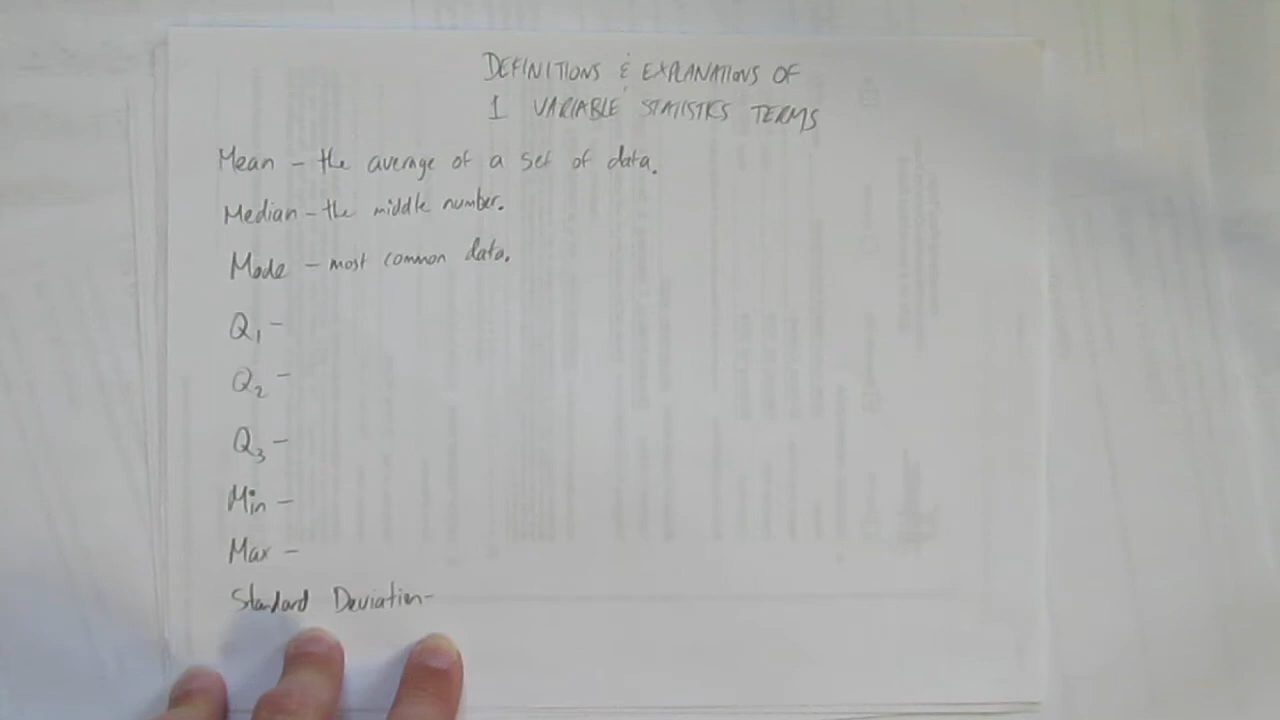 DEFINITIONS & EXPLANATIONS OF
1 VARIABLE STATISTICS TERMS
Mean - the average of a set of data.
Median - the middle number.
Mode - most common data.
Q₁ -
Q₂ -
Q₃ -
Min -
Max -
Standard Deviation-